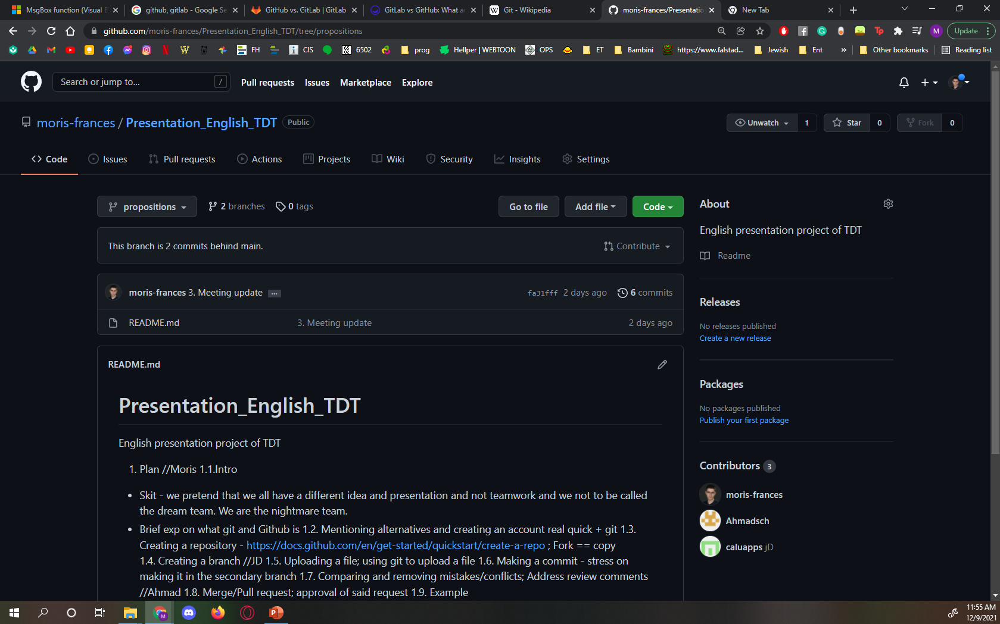 MsgBox function (Visual B
github, gitlab - Google Se
GitHub vs. GitLab | GitLab
GitLab vs GitHub: What a
Git - Wikipedia
moris-frances/Presentatio
New Tab
github.com/moris-frances/Presentation_English_TDT/tree/propositions
M
Update
FH
CIS
6502
prog
Hellper | WEBTOON
OPS
ET
Bambini
https://www.falstad...
Jewish
Ent
»
Other bookmarks
Reading list
Search or jump to...
/
Pull requests
Issues
Marketplace
Explore
moris-frances / Presentation_English_TDT
Public
Unwatch
1
Star
0
Fork
0
Code
Issues
Pull requests
Actions
Projects
Wiki
Security
Insights
Settings
propositions
2 branches
0 tags
Go to file
Add file
Code
This branch is 2 commits behind main.
Contribute
moris-frances 3. Meeting update ...
fa31fff 2 days ago
6 commits
README.md
3. Meeting update
2 days ago
README.md
Presentation_English_TDT
English presentation project of TDT
1. Plan //Moris 1.1.Intro
• Skit - we pretend that we all have a different idea and presentation and not teamwork and we not to be called
the dream team. We are the nightmare team.
• Brief exp on what git and Github is 1.2. Mentioning alternatives and creating an account real quick + git 1.3.
Creating a repository - https://docs.github.com/en/get-started/quickstart/create-a-repo ; Fork == copy
1.4. Creating a branch //JD 1.5. Uploading a file; using git to upload a file 1.6. Making a commit - stress on
making it in the secondary branch 1.7. Comparing and removing mistakes/conflicts; Address review comments
//Ahmad 1.8. Merge/Pull request; approval of said request 1.9. Example
About
English presentation project of TDT
Readme
Releases
No releases published
Create a new release
Packages
No packages published
Publish your first package
Contributors 3
moris-frances
Ahmadsch
caluapps jD
11:55 AM
12/9/2021